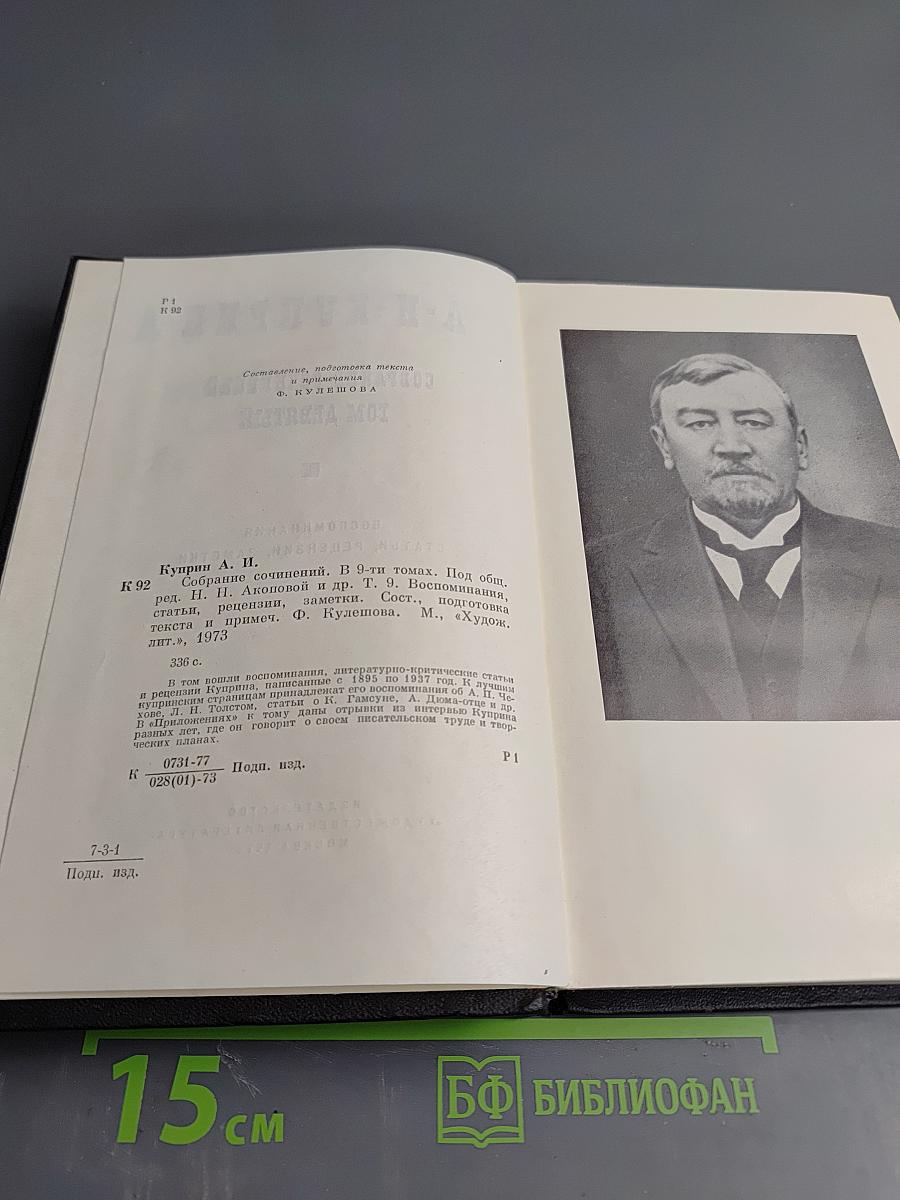 Р 1
К 92
Составление, подготовка текста
и примечания
Ф. КУЛЕШОВА
Куприн А. И.
К 92 Собрание сочинений. В 9-ти томах. Под общ.
ред. Н. Н. Акоповой и др. Т. 9. Воспоминания,
статьи, рецензии, заметки. Сост., подготовка
текста и примеч. Ф. Кулешова. М., «Худож.
лит.», 1973
336 с.
В том вошли воспоминания, литературно-критические статьи
и рецензии Куприна, написанные с 1895 по 1937 год. К лучшим
купринским страницам принадлежат его воспоминания об А. П. Че-
хове, Л. Н. Толстом, статьи о К. Гамсуне, А. Дюма-отце и др.
В «Приложениях» к тому даны отрывки из интервью Куприна
разных лет, где он говорит о своем писательском труде и твор-
ческих планах.
К 0731-77
028(01)-73 Подп. изд.
Р1
7-3-1
Подп. изд.
15 см
БФ БИБЛИОФАН